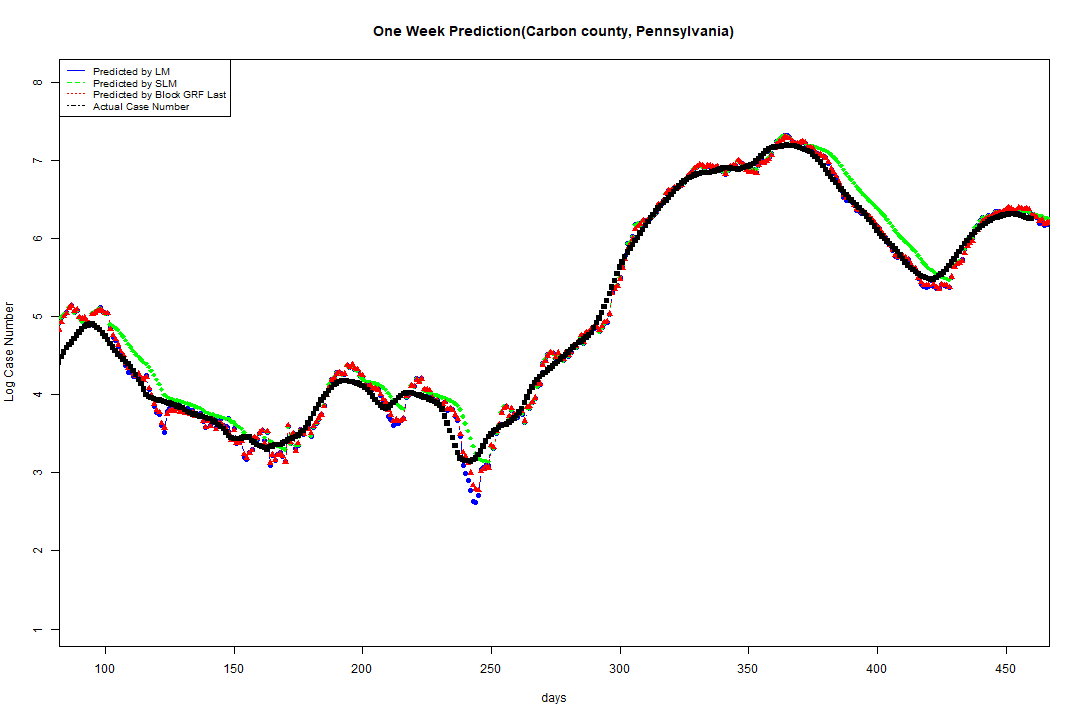 One Week Prediction(Carbon county, Pennsylvania)
Predicted by LM
Predicted by SLM
Predicted by Block GRF Last
Actual Case Number
8
7
6
5
4
3
2
1
Log Case Number
100 150 200 250 300 350 400 450
days